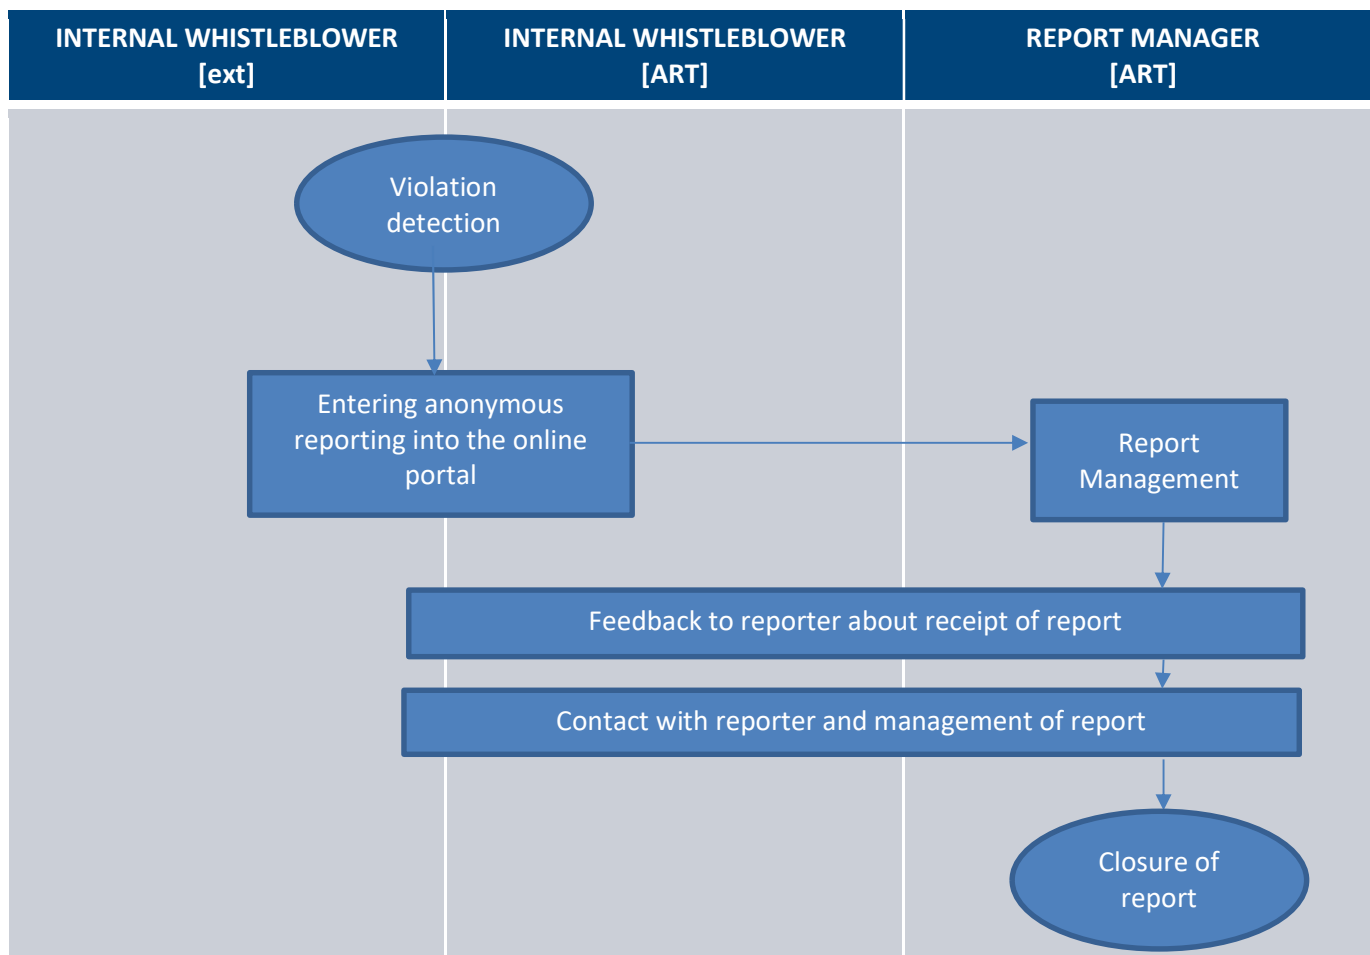 INTERNAL WHISTLEBLOWER
[ext]
INTERNAL WHISTLEBLOWER
[ART]
REPORT MANAGER
[ART]
Violation
detection
Entering anonymous
reporting into the online
portal
Report
Management
Feedback to reporter about receipt of report
Contact with reporter and management of report
Closure of
report